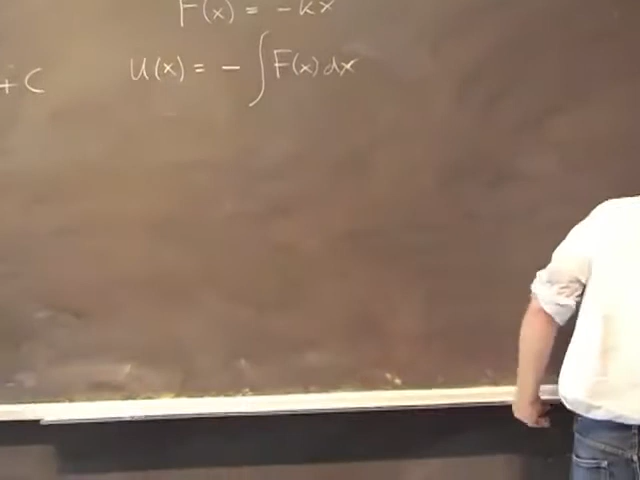 F(x) = -kx
+ C
U(x) = - ∫ F(x) dx